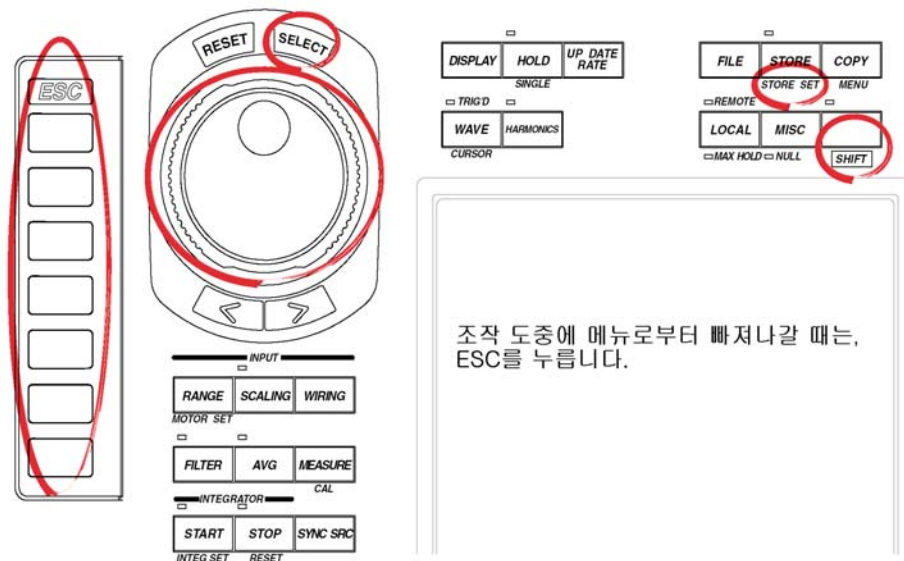 ESC
RESET
SELECT
DISPLAY HOLD UP DATE RATE
SINGLE
TRIG'D
WAVE HARMONICS
CURSOR
FILE STORE COPY
STORE SET MENU
REMOTE
LOCAL MISC
MAX HOLD NULL SHIFT
INPUT
RANGE SCALING WIRING
MOTOR SET
FILTER AVG MEASURE
CAL
INTEGRATOR
START STOP SYNC SRC
INTEG SET RESET
조작 도중에 메뉴로부터 빠져나갈 때는,
ESC를 누릅니다.